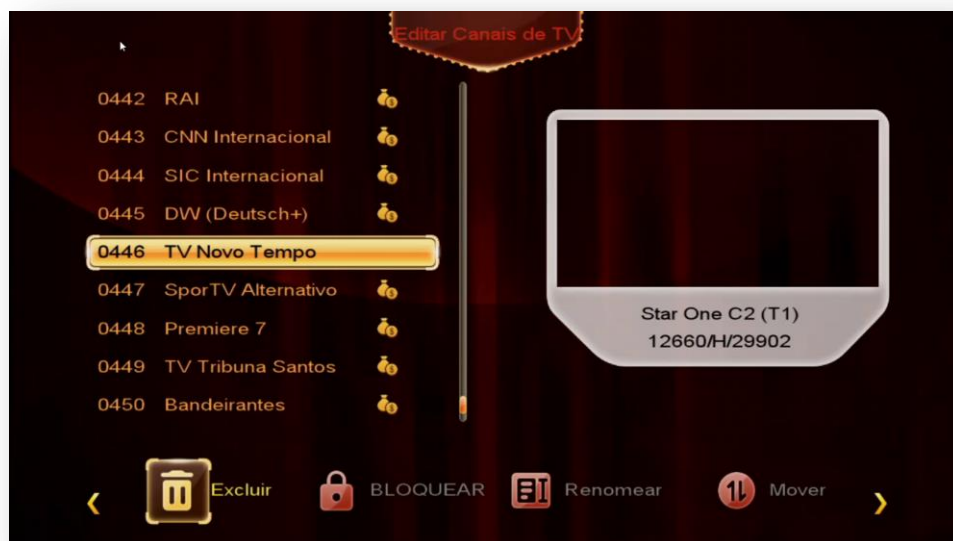 Editar Canais de TV
0442 RAI
0443 CNN Internacional
0444 SIC Internacional
0445 DW (Deutsch+)
0446 TV Novo Tempo
0447 SporTV Alternativo
0448 Premiere 7
0449 TV Tribuna Santos
0450 Bandeirantes
Star One C2 (T1)
12660/H/29902
Excluir BLOQUEAR Renomear Mover